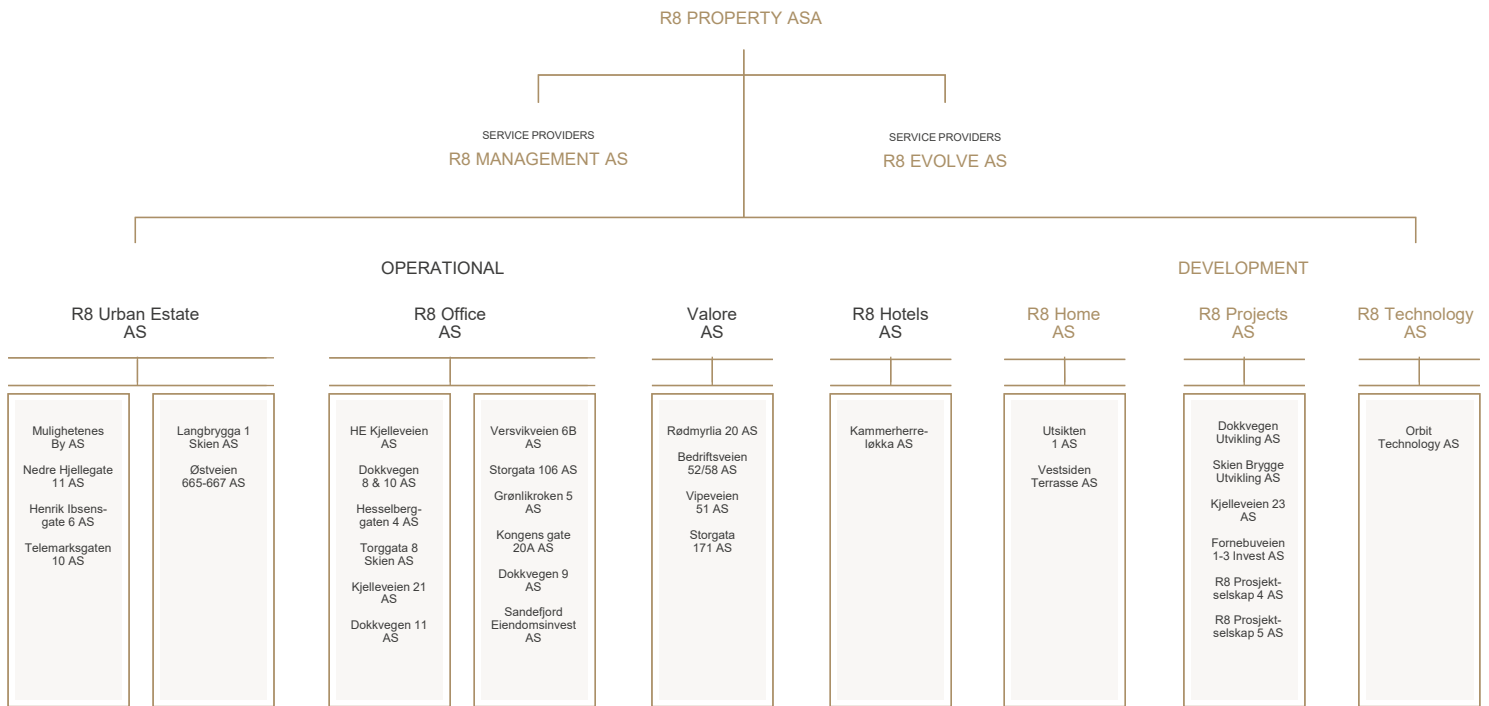 R8 PROPERTY ASA
SERVICE PROVIDERS
R8 MANAGEMENT AS
SERVICE PROVIDERS
R8 EVOLVE AS
OPERATIONAL
DEVELOPMENT
R8 Urban Estate
AS
R8 Office
AS
Valore
AS
R8 Hotels
AS
R8 Home
AS
R8 Projects
AS
R8 Technology
AS
Mulighetenes
By AS
Nedre Hjellegate
11 AS
Henrik Ibsens-
gate 6 AS
Telemarksgaten
10 AS
Langbrygga 1
Skien AS
Østveien
665-667 AS
HE Kjelleveien
AS
Dokkvegen
8 & 10 AS
Hesselberg-
gaten 4 AS
Torggata 8
Skien AS
Kjelleveien 21
AS
Dokkvegen 11
AS
Versvikveien 6B
AS
Storgata 106 AS
Grønlikroken 5
AS
Kongens gate
20A AS
Dokkvegen 9
AS
Sandefjord
Eiendomsinvest
AS
Rødmyrlia 20 AS
Bedriftsveien
52/58 AS
Vipeveien
51 AS
Storgata
171 AS
Kammerherre-
løkka AS
Utsikten
1 AS
Vestsiden
Terrasse AS
Dokkvegen
Utvikling AS
Skien Brygge
Utvikling AS
Kjelleveien 23
AS
Fornebuveien
1-3 Invest AS
R8 Prosjekt-
selskap 4 AS
R8 Prosjekt-
selskap 5 AS
Orbit
Technology AS